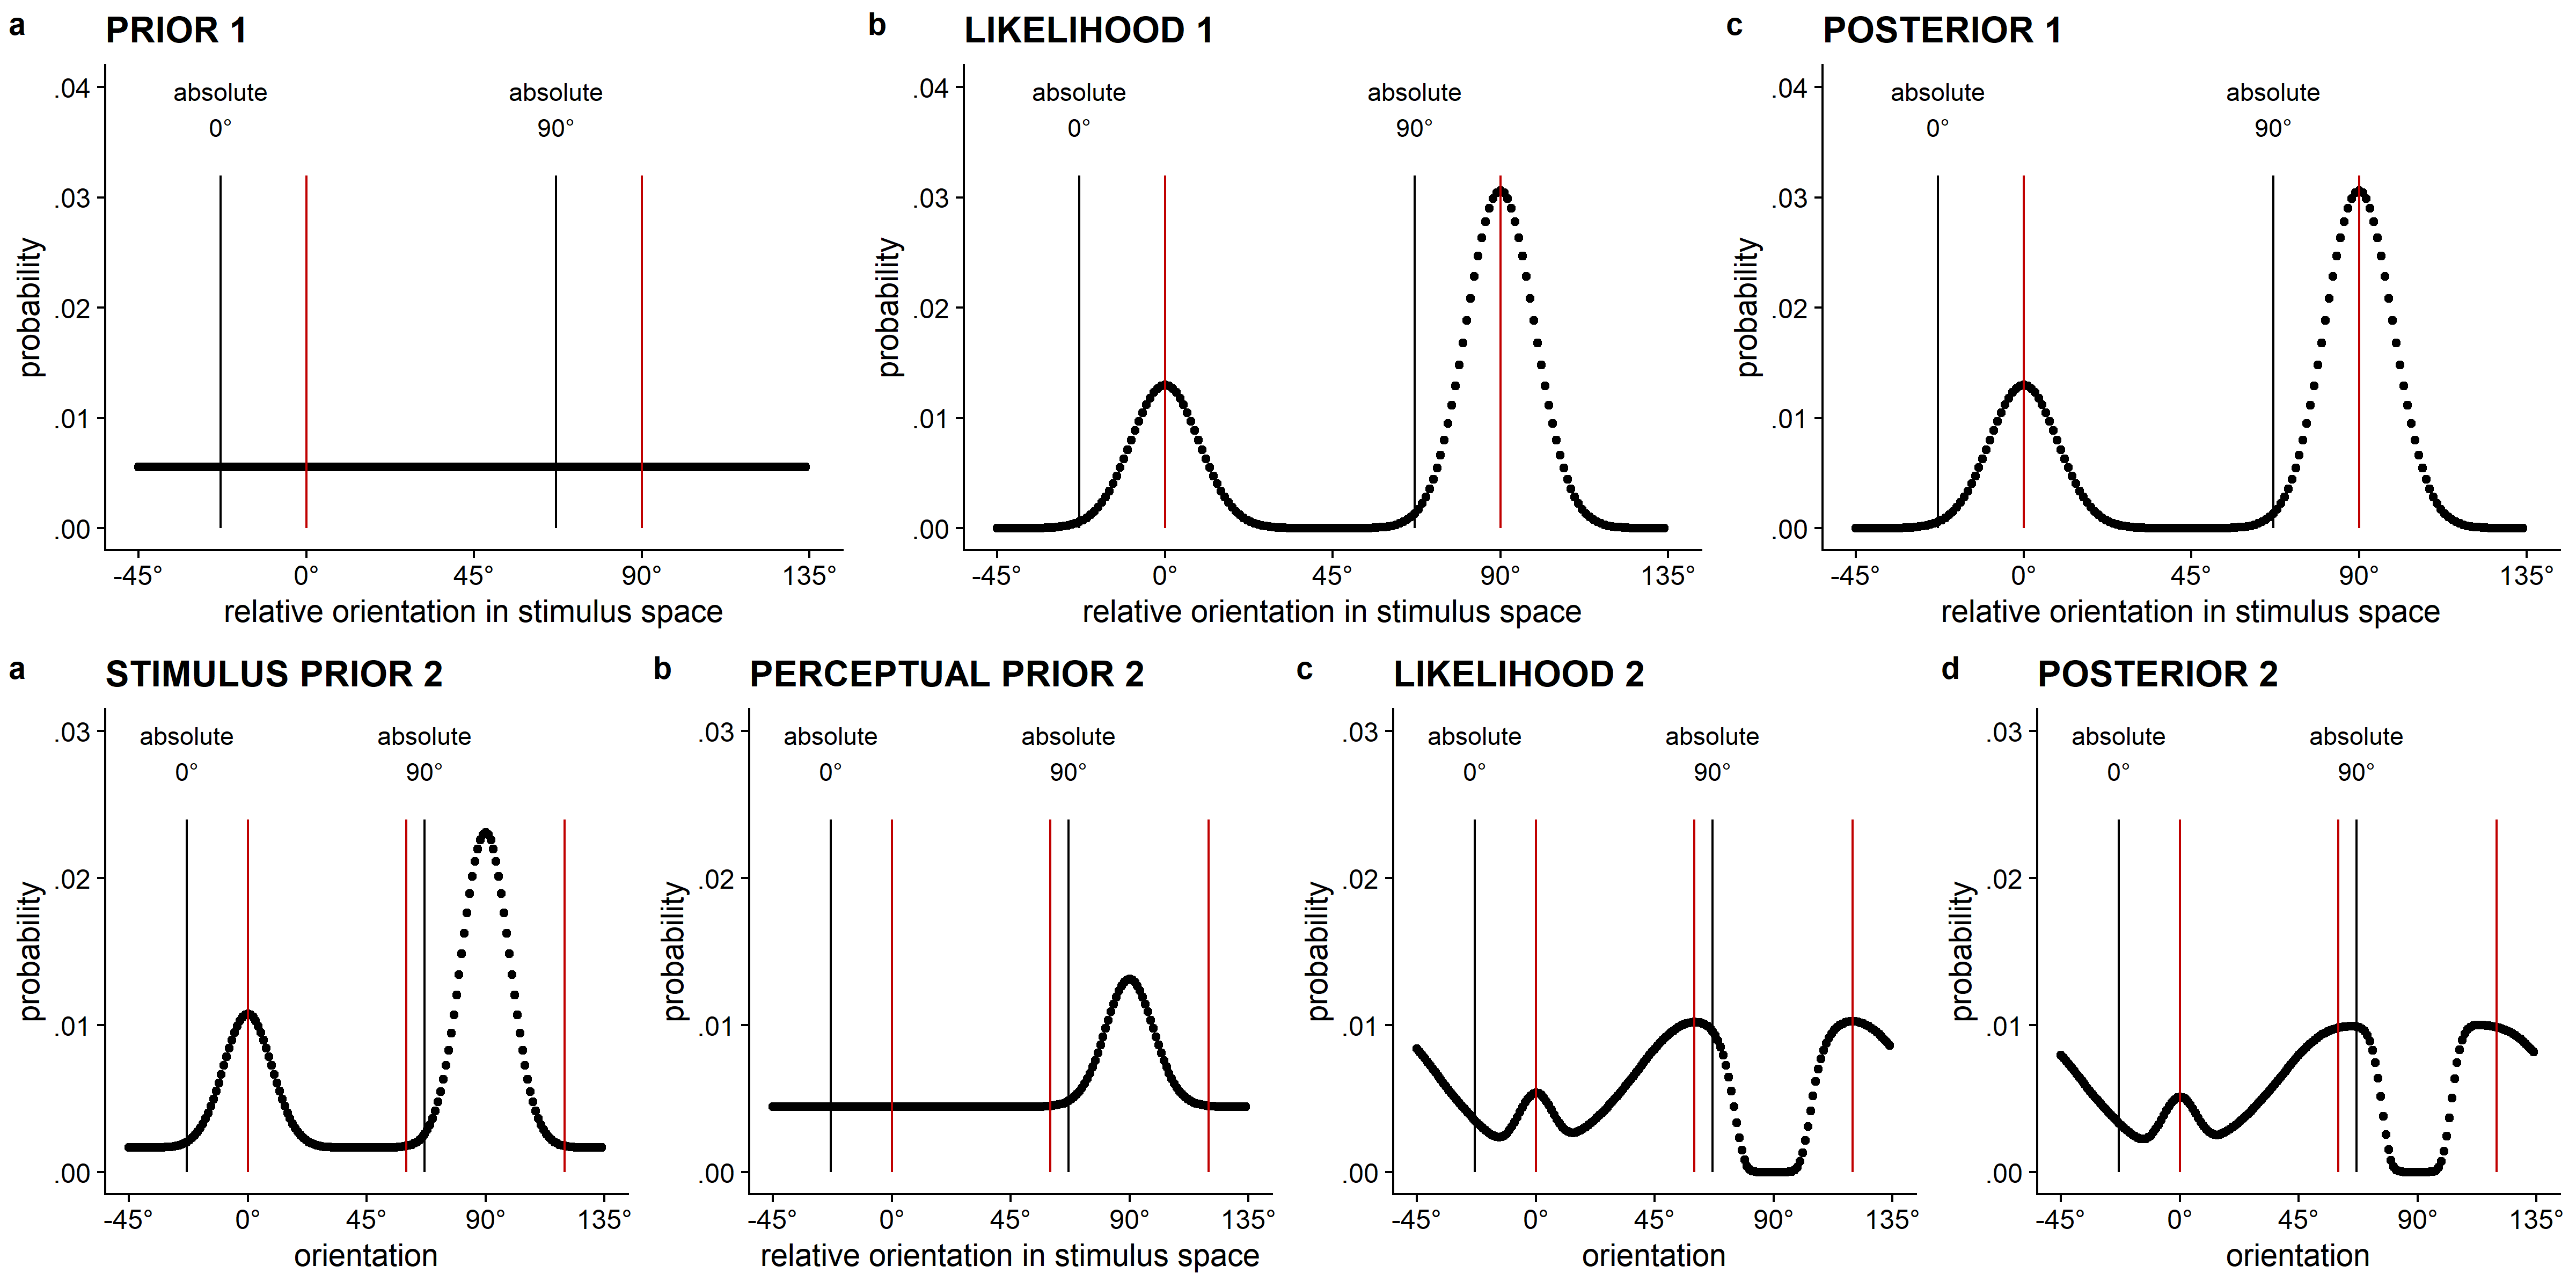 a PRIOR 1
absolute
0°
absolute
90°
.04
.03
.02
.01
.00
probability
-45° 0° 45° 90° 135°
relative orientation in stimulus space
b LIKELIHOOD 1
absolute
0°
absolute
90°
.04
.03
.02
.01
.00
probability
-45° 0° 45° 90° 135°
relative orientation in stimulus space
c POSTERIOR 1
absolute
0°
absolute
90°
.04
.03
.02
.01
.00
probability
-45° 0° 45° 90° 135°
relative orientation in stimulus space
a STIMULUS PRIOR 2
absolute
0°
absolute
90°
.03
.02
.01
.00
probability
-45° 0° 45° 90° 135°
orientation
b PERCEPTUAL PRIOR 2
absolute
0°
absolute
90°
.03
.02
.01
.00
probability
-45° 0° 45° 90° 135°
relative orientation in stimulus space
c LIKELIHOOD 2
absolute
0°
absolute
90°
.03
.02
.01
.00
probability
-45° 0° 45° 90° 135°
orientation
d POSTERIOR 2
absolute
0°
absolute
90°
.03
.02
.01
.00
probability
-45° 0° 45° 90° 135°
orientation